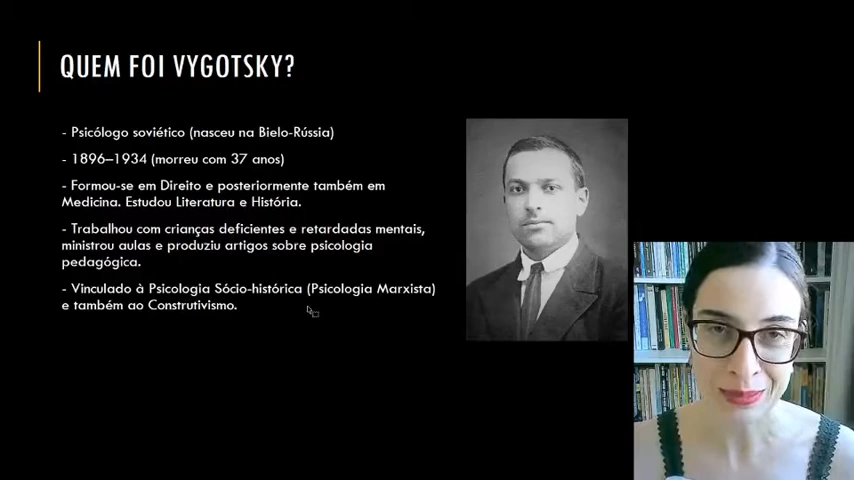 QUEM FOI VYGOTSKY?
- Psicólogo soviético (nasceu na Bielo-Rússia)
- 1896–1934 (morreu com 37 anos)
- Formou-se em Direito e posteriormente também em
Medicina. Estudou Literatura e História.
- Trabalhou com crianças deficientes e retardadas mentais,
ministrou aulas e produziu artigos sobre psicologia
pedagógica.
- Vinculado à Psicologia Sócio-histórica (Psicologia Marxista)
e também ao Construtivismo.